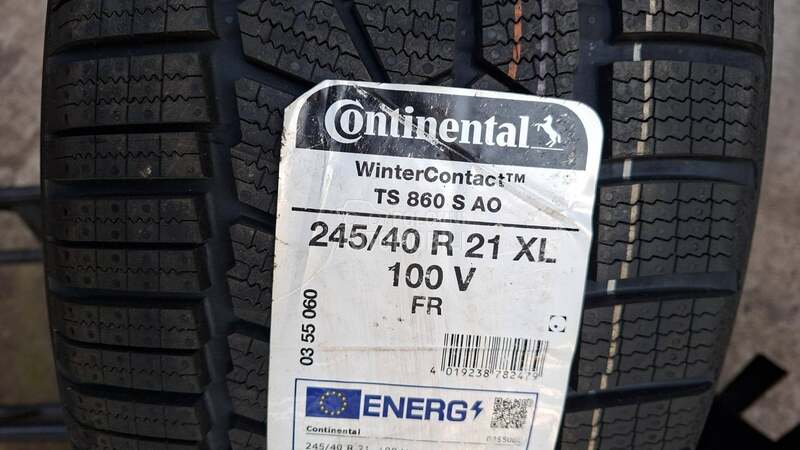 Continental
WinterContact™
TS 860 S AO
245/40 R 21 XL
100 V
FR
03 55 060
4 019238 782479
ENERG
Continental
245/40 R 21